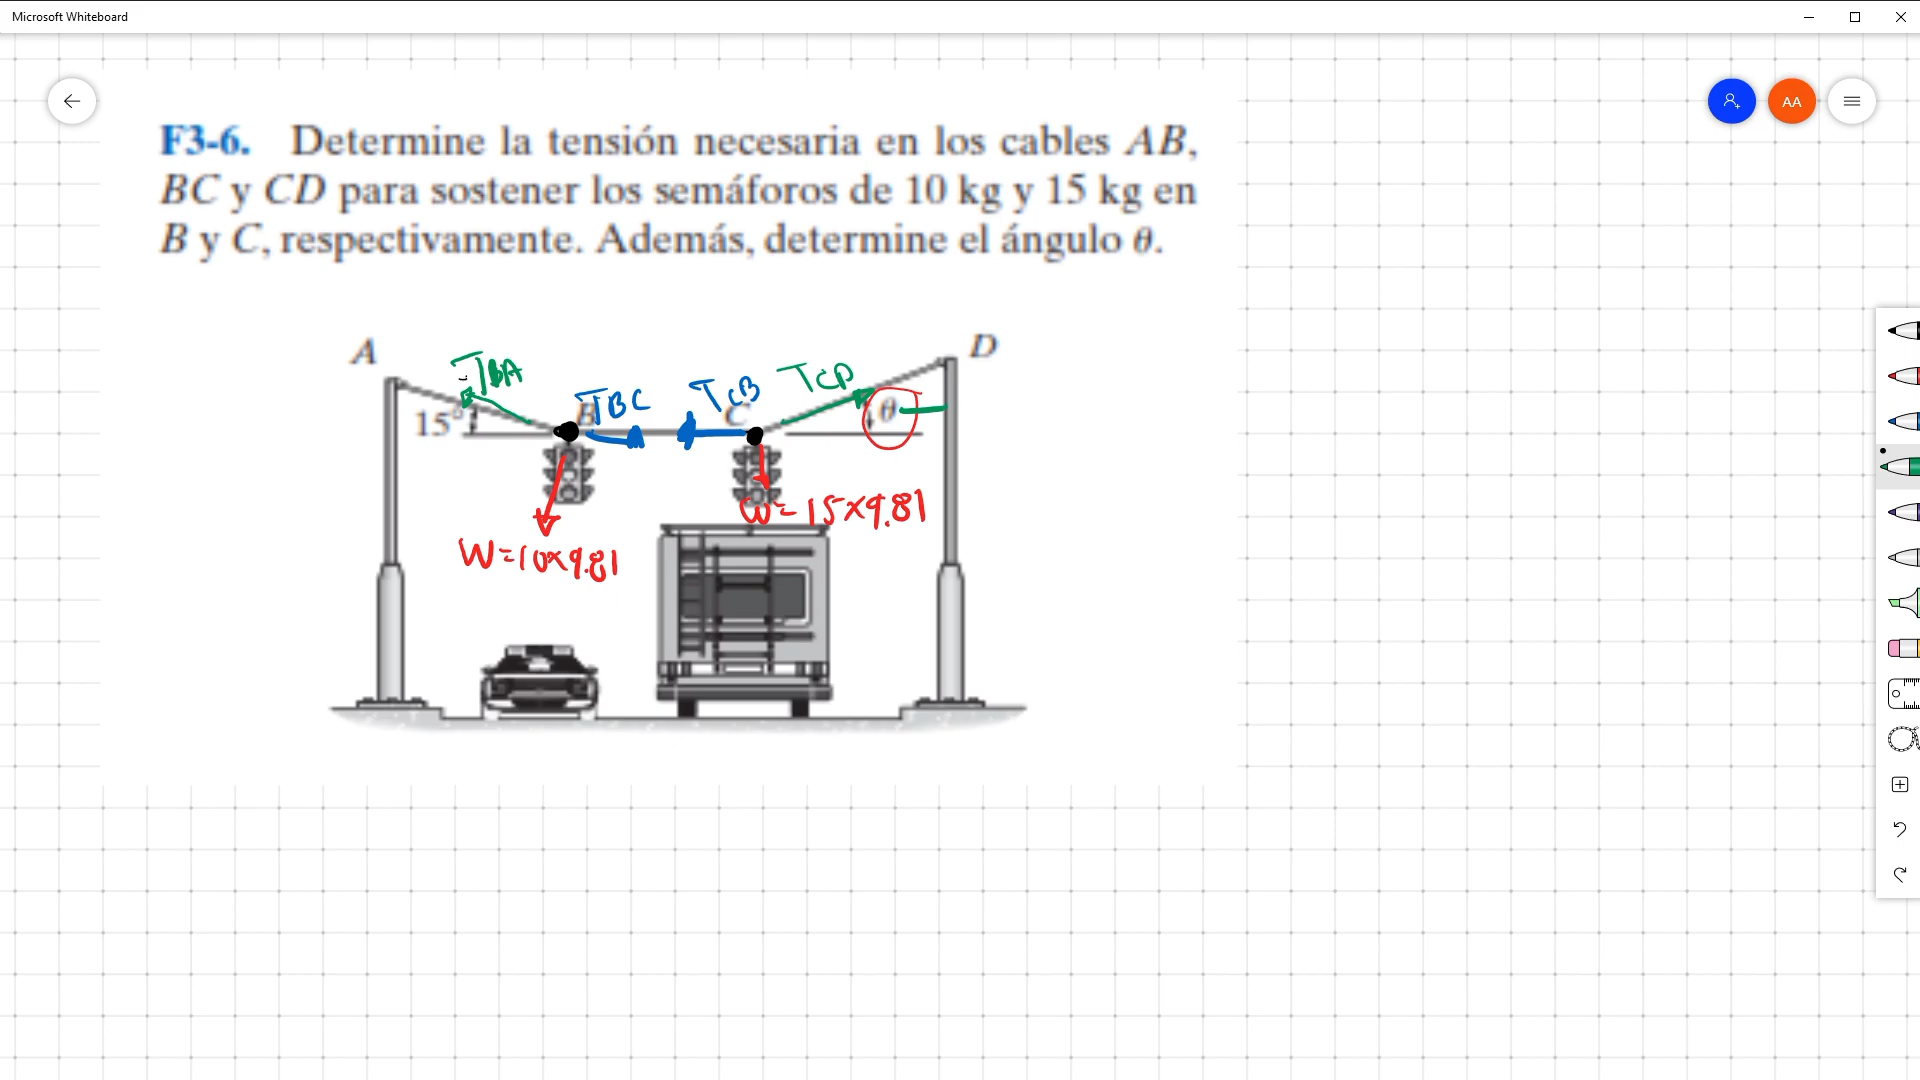 Microsoft Whiteboard
AA
F3-6. Determine la tensión necesaria en los cables AB,
BC y CD para sostener los semáforos de 10 kg y 15 kg en
B y C, respectivamente. Además, determine el ángulo θ.
A
D
TBA
TBC
TCB
TCD
15°
B
C
θ
W=15x9.81
W=10x9.81